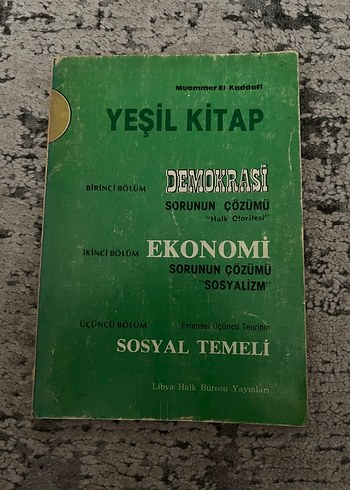 Muammer El-Kaddafi
YEŞİL KİTAP
BİRİNCİ BÖLÜM DEMOKRASİ
SORUNUN ÇÖZÜMÜ
"Halk Otoritesi"
İKİNCİ BÖLÜM EKONOMİ
SORUNUN ÇÖZÜMÜ
"SOSYALİZM"
ÜÇÜNCÜ BÖLÜM Evrensel Üçüncü Teorinin
SOSYAL TEMELİ
Libya Halk Bürosu Yayınları